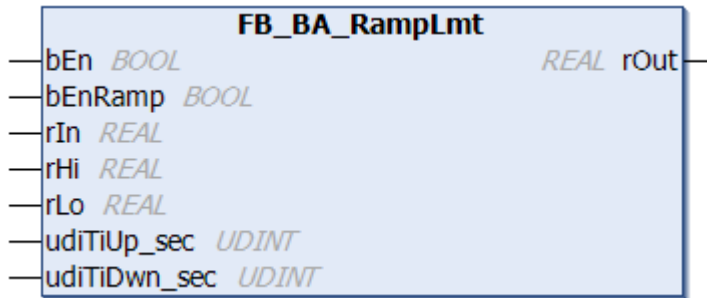 FB_BA_RampLmt
bEn BOOL REAL rOut
bEnRamp BOOL
rIn REAL
rHi REAL
rLo REAL
udiTiUp_sec UDINT
udiTiDwn_sec UDINT